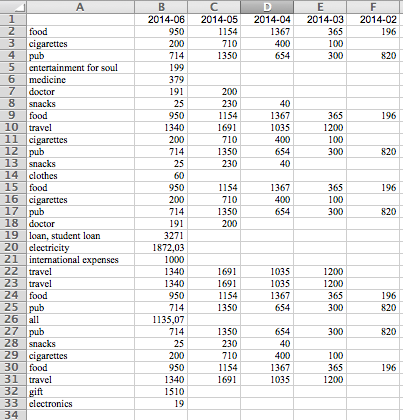 A B C D E F
1 2014-06 2014-05 2014-04 2014-03 2014-02
2 food 950 1154 1367 365 196
3 cigarettes 200 710 400 100
4 pub 714 1350 654 300 820
5 entertainment for soul 199
6 medicine 379
7 doctor 191 200
8 snacks 25 230 40
9 food 950 1154 1367 365 196
10 travel 1340 1691 1035 1200
11 cigarettes 200 710 400 100
12 pub 714 1350 654 300 820
13 snacks 25 230 40
14 clothes 60
15 food 950 1154 1367 365 196
16 cigarettes 200 710 400 100
17 pub 714 1350 654 300 820
18 doctor 191 200
19 loan, student loan 3271
20 electricity 1872,03
21 international expenses 1000
22 travel 1340 1691 1035 1200
23 travel 1340 1691 1035 1200
24 food 950 1154 1367 365 196
25 pub 714 1350 654 300 820
26 all 1135,07
27 pub 714 1350 654 300 820
28 snacks 25 230 40
29 cigarettes 200 710 400 100
30 food 950 1154 1367 365 196
31 travel 1340 1691 1035 1200
32 gift 1510
33 electronics 19
34